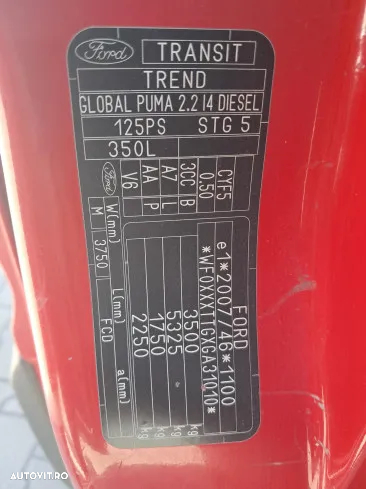 Ford TRANSIT
TREND
GLOBAL PUMA 2.2 I4 DIESEL
125PS STG 5
350L
FORD
e1*2007/46*1100
3500 kg
5325 kg
1750 kg
2250 kg
CYF5 0.50
3CC B
A7 L
AA P
V6
Ford
W(mm) L(mm) a(mm)
M 3750 FCD
AUTOVIT.RO